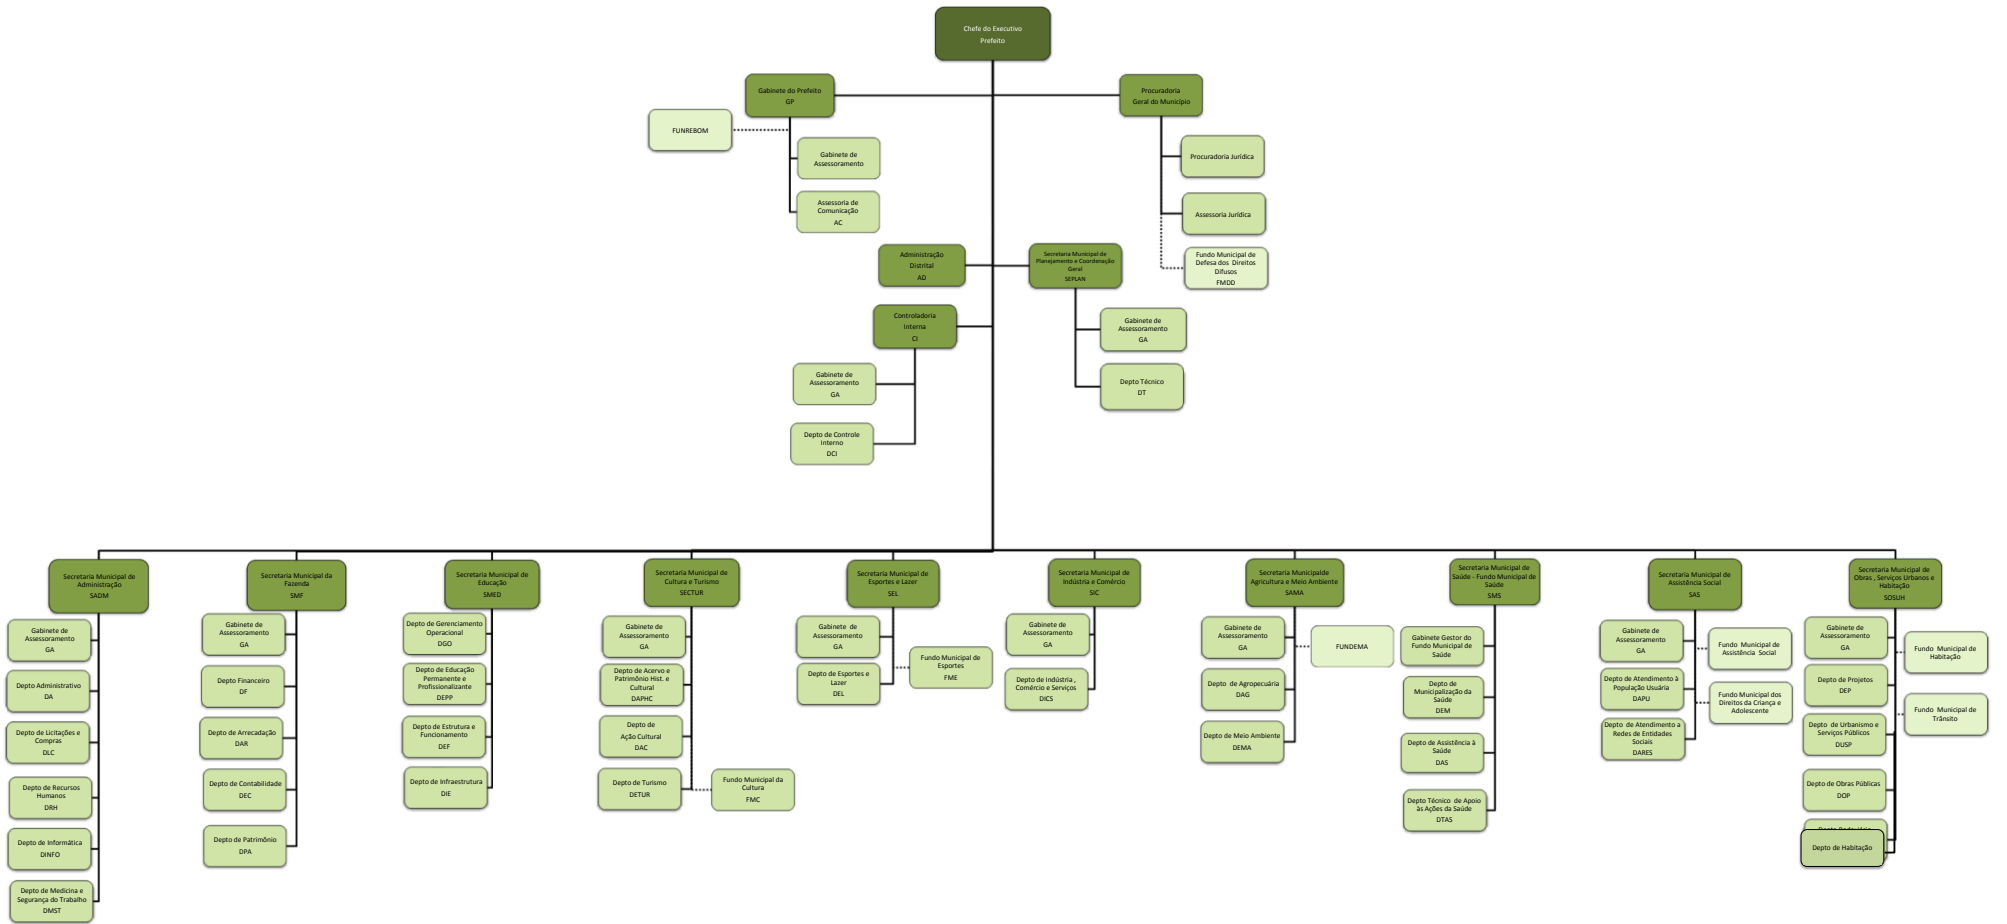 Chefe do Executivo
Prefeito
Gabinete do Prefeito
GP
Procuradoria
Geral do Município
FUNREBOM
Gabinete de
Assessoramento
Assessoria de
Comunicação
AC
Procuradoria Jurídica
Assessoria Jurídica
Fundo Municipal de
Defesa dos Direitos
Difusos
FMDD
Administração
Distrital
AD
Secretaria Municipal de
Planejamento e Coordenação
Geral
SEPLAN
Controladoria
Interna
CI
Gabinete de
Assessoramento
GA
Depto Técnico
DT
Gabinete de
Assessoramento
GA
Depto de Controle
Interno
DCI
Secretaria Municipal de
Administração
SADM
Gabinete de
Assessoramento
GA
Depto Administrativo
DA
Depto de Licitações e
Compras
DLC
Depto de Recursos
Humanos
DRH
Depto de Informática
DINFO
Depto de Medicina e
Segurança do Trabalho
DMST
Secretaria Municipal da
Fazenda
SMF
Gabinete de
Assessoramento
GA
Depto Financeiro
DF
Depto de Arrecadação
DAR
Depto de Contabilidade
DEC
Depto de Patrimônio
DPA
Secretaria Municipal de
Educação
SMED
Depto de Gerenciamento
Operacional
DGO
Depto de Educação
Permanente e
Profissionalizante
DEPP
Depto de Estrutura e
Funcionamento
DEF
Depto de Infraestrutura
DIE
Secretaria Municipal de
Cultura e Turismo
SECTUR
Gabinete de
Assessoramento
GA
Depto de Acervo e
Patrimônio Hist. e
Cultural
DAPHC
Depto de
Ação Cultural
DAC
Depto de Turismo
DETUR
Fundo Municipal da
Cultura
FMC
Secretaria Municipal de
Esportes e Lazer
SEL
Gabinete de
Assessoramento
GA
Depto de Esportes e
Lazer
DEL
Fundo Municipal de
Esportes
FME
Secretaria Municipal de
Indústria e Comércio
SIC
Gabinete de
Assessoramento
GA
Depto de Indústria ,
Comércio e Serviços
DICS
Secretaria Municipalde
Agricultura e Meio Ambiente
SAMA
Gabinete de
Assessoramento
GA
Depto de Agropecuária
DAG
Depto de Meio Ambiente
DEMA
FUNDEMA
Secretaria Municipal de
Saúde - Fundo Municipal de
Saúde
SMS
Gabinete Gestor do
Fundo Municipal de
Saúde
Depto de
Municipalização da
Saúde
DEM
Depto de Assistência à
Saúde
DAS
Depto Técnico de Apoio
às Ações da Saúde
DTAS
Secretaria Municipal de
Assistência Social
SAS
Gabinete de
Assessoramento
GA
Depto de Atendimento à
População Usuária
DAPU
Depto de Atendimento a
Redes de Entidades
Sociais
DARES
Fundo Municipal de
Assistência Social
Fundo Municipal dos
Direitos da Criança e
Adolescente
Secretaria Municipal de
Obras , Serviços Urbanos e
Habitação
SOSUH
Gabinete de
Assessoramento
GA
Depto de Projetos
DEP
Depto de Urbanismo e
Serviços Públicos
DUSP
Depto de Obras Públicas
DOP
Depto de Habitação
Fundo Municipal de
Habitação
Fundo Municipal de
Trânsito